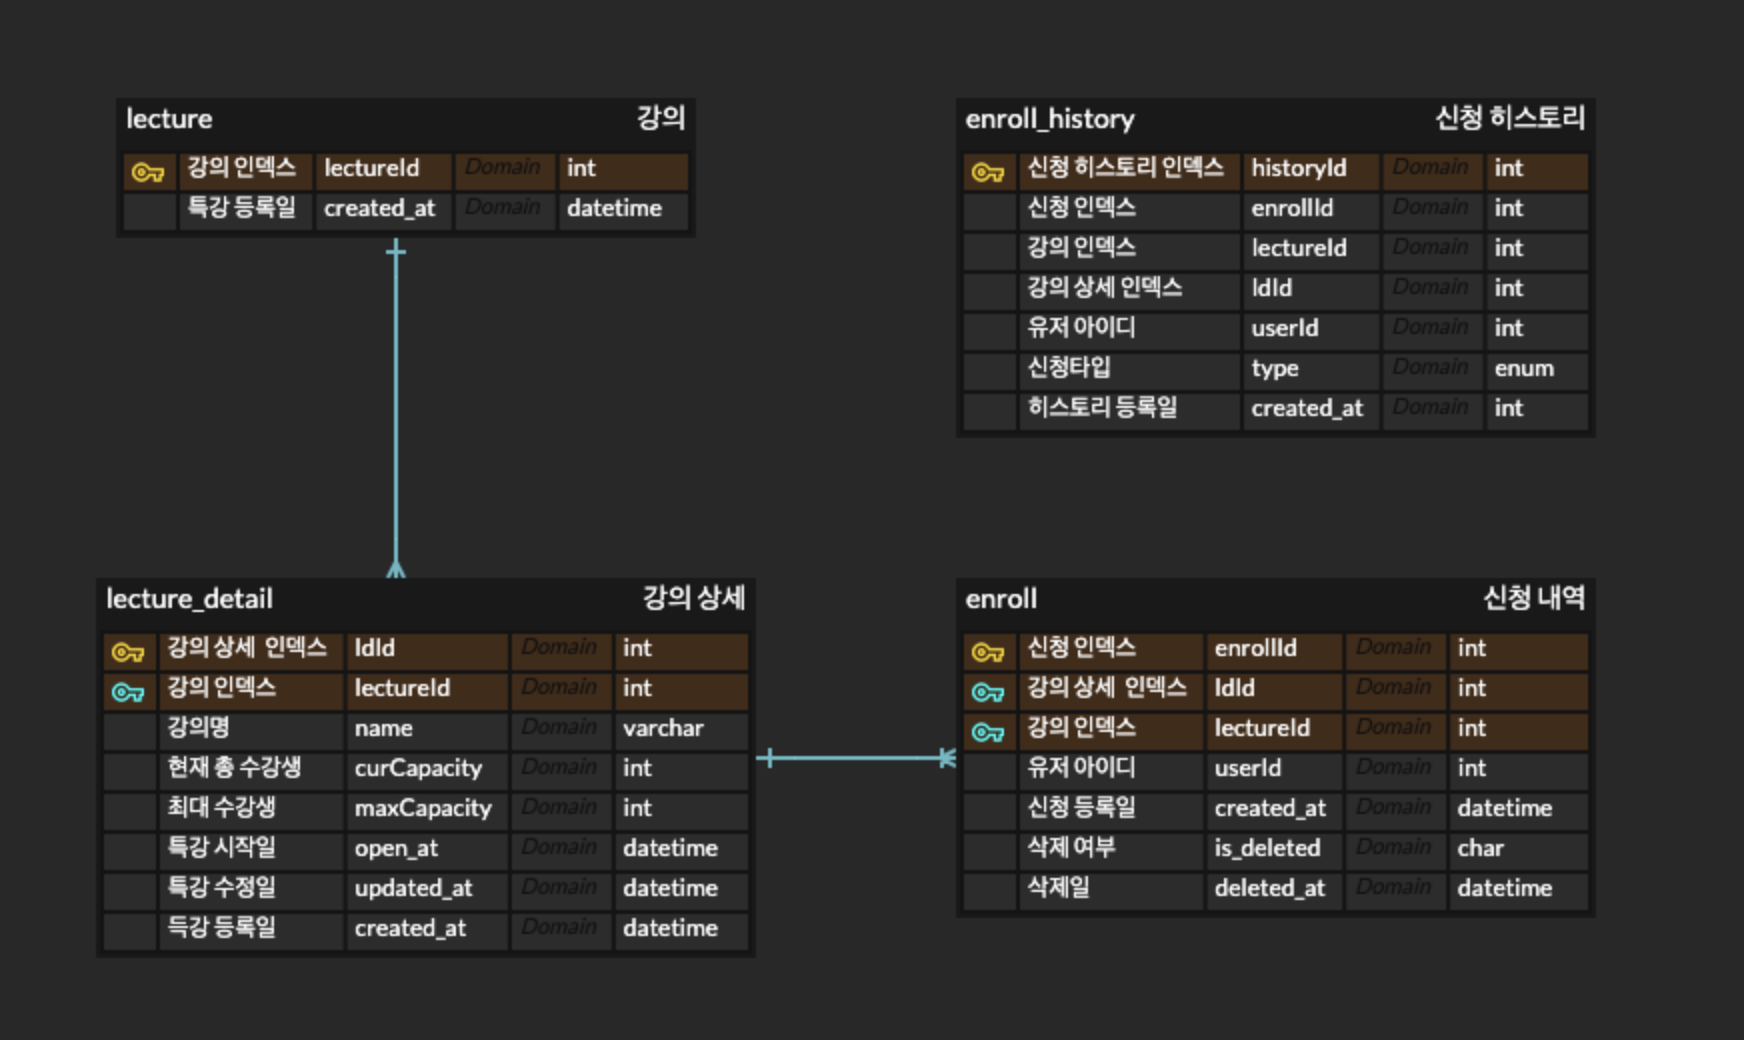 lecture 강의
강의 인덱스 lectureId Domain int
특강 등록일 created_at Domain datetime
enroll_history 신청 히스토리
신청 히스토리 인덱스 historyId Domain int
신청 인덱스 enrollId Domain int
강의 인덱스 lectureId Domain int
강의 상세 인덱스 ldId Domain int
유저 아이디 userId Domain int
신청타입 type Domain enum
히스토리 등록일 created_at Domain int
lecture_detail 강의 상세
강의 상세 인덱스 ldId Domain int
강의 인덱스 lectureId Domain int
강의명 name Domain varchar
현재 총 수강생 curCapacity Domain int
최대 수강생 maxCapacity Domain int
특강 시작일 open_at Domain datetime
특강 수정일 updated_at Domain datetime
득강 등록일 created_at Domain datetime
enroll 신청 내역
신청 인덱스 enrollId Domain int
강의 상세 인덱스 ldId Domain int
강의 인덱스 lectureId Domain int
유저 아이디 userId Domain int
신청 등록일 created_at Domain datetime
삭제 여부 is_deleted Domain char
삭제일 deleted_at Domain datetime